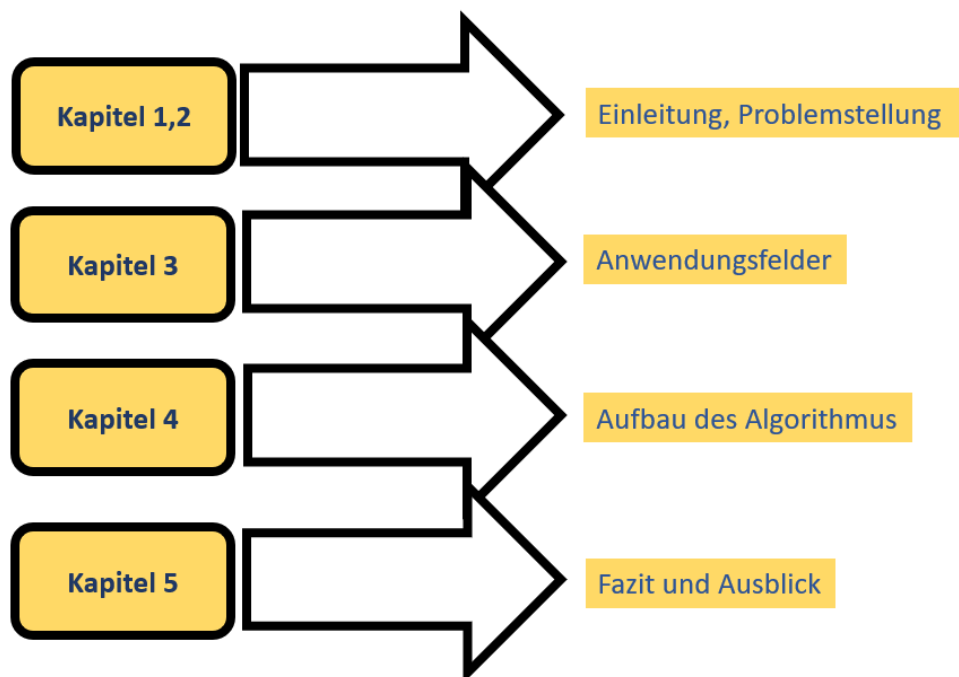 Kapitel 1,2
Einleitung, Problemstellung
Kapitel 3
Anwendungsfelder
Kapitel 4
Aufbau des Algorithmus
Kapitel 5
Fazit und Ausblick